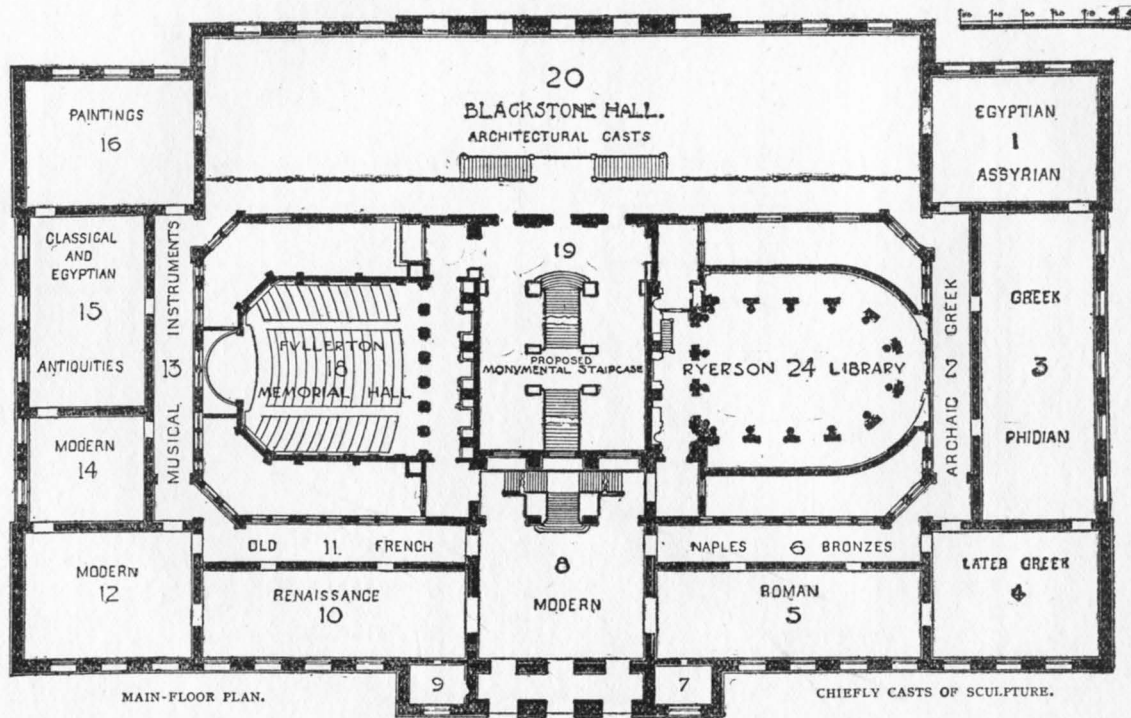 20
BLACKSTONE HALL.
ARCHITECTURAL CASTS
PAINTINGS
16
EGYPTIAN
1
ASSYRIAN
CLASSICAL
AND
EGYPTIAN
15
ANTIQUITIES
13 MUSICAL INSTRUMENTS
FVLLERTON
18
MEMORIAL HALL
19
PROPOSED
MONVMENTAL STAIRCASE
RYERSON 24 LIBRARY
ARCHAIC 2 GREEK
GREEK
3
PHIDIAN
MODERN
14
OLD 11. FRENCH
NAPLES 6 BRONZES
MODERN
12
RENAISSANCE
10
8
MODERN
ROMAN
5
LATER GREEK
4
9
7
MAIN-FLOOR PLAN.
CHIEFLY CASTS OF SCULPTURE.